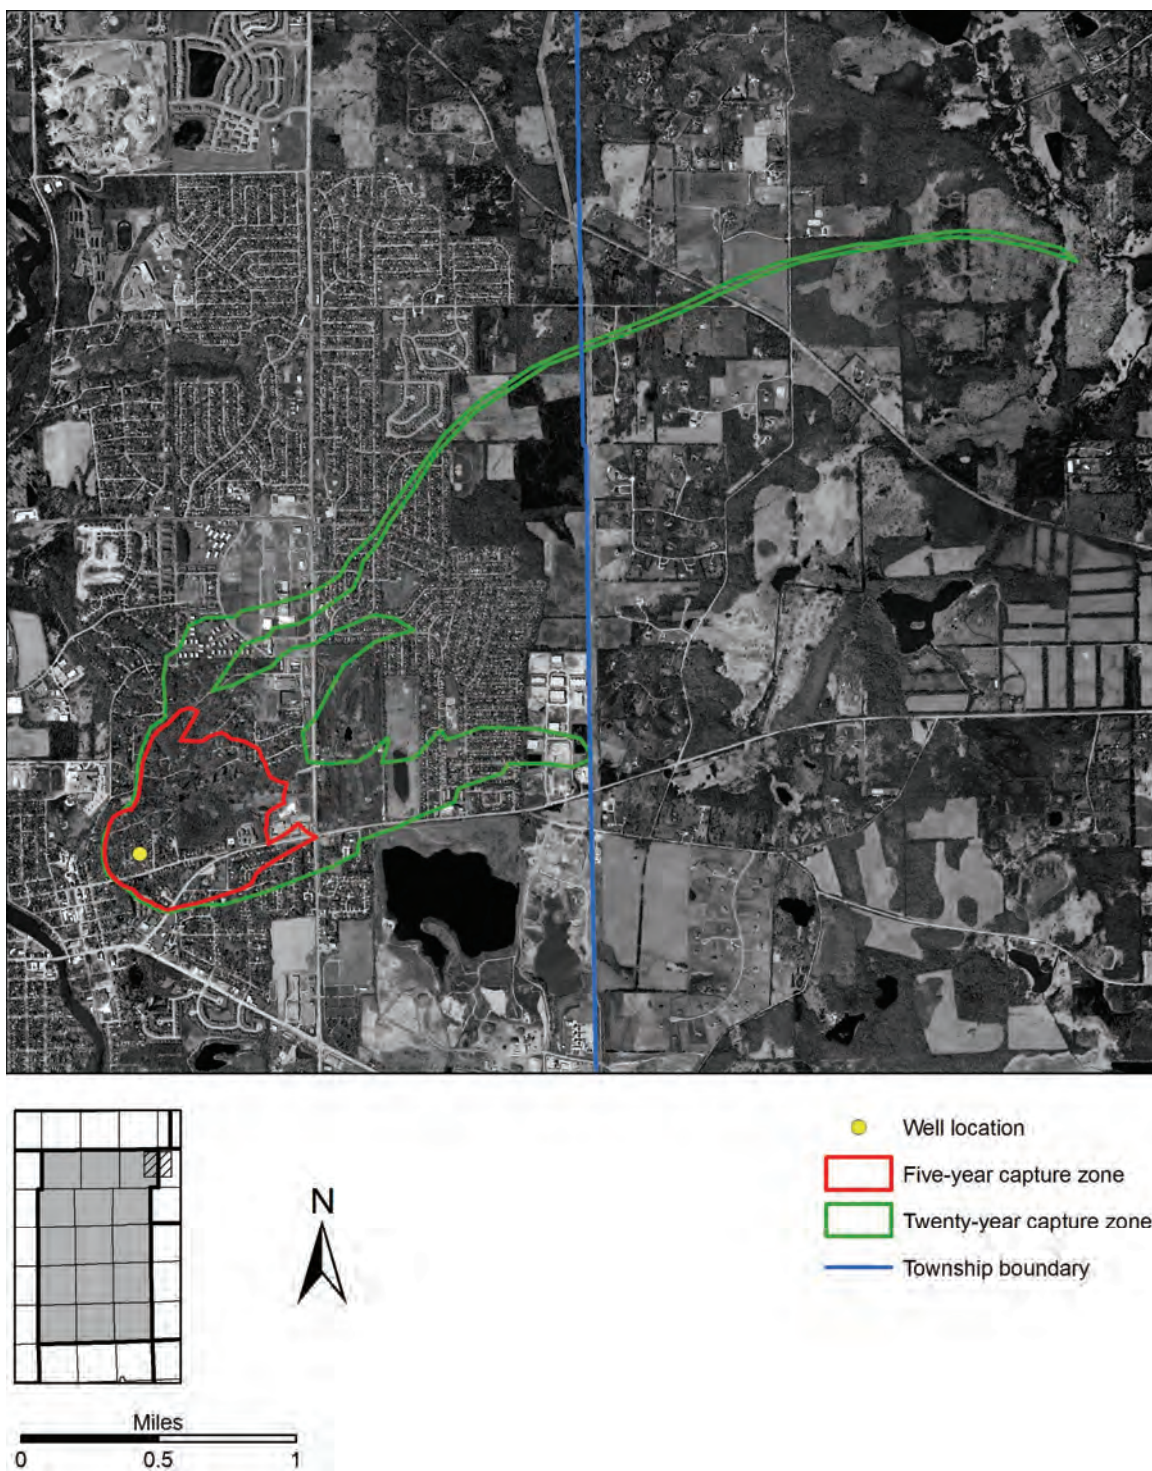 Well location
Five-year capture zone
Twenty-year capture zone
Township boundary
N
Miles
0 0.5 1